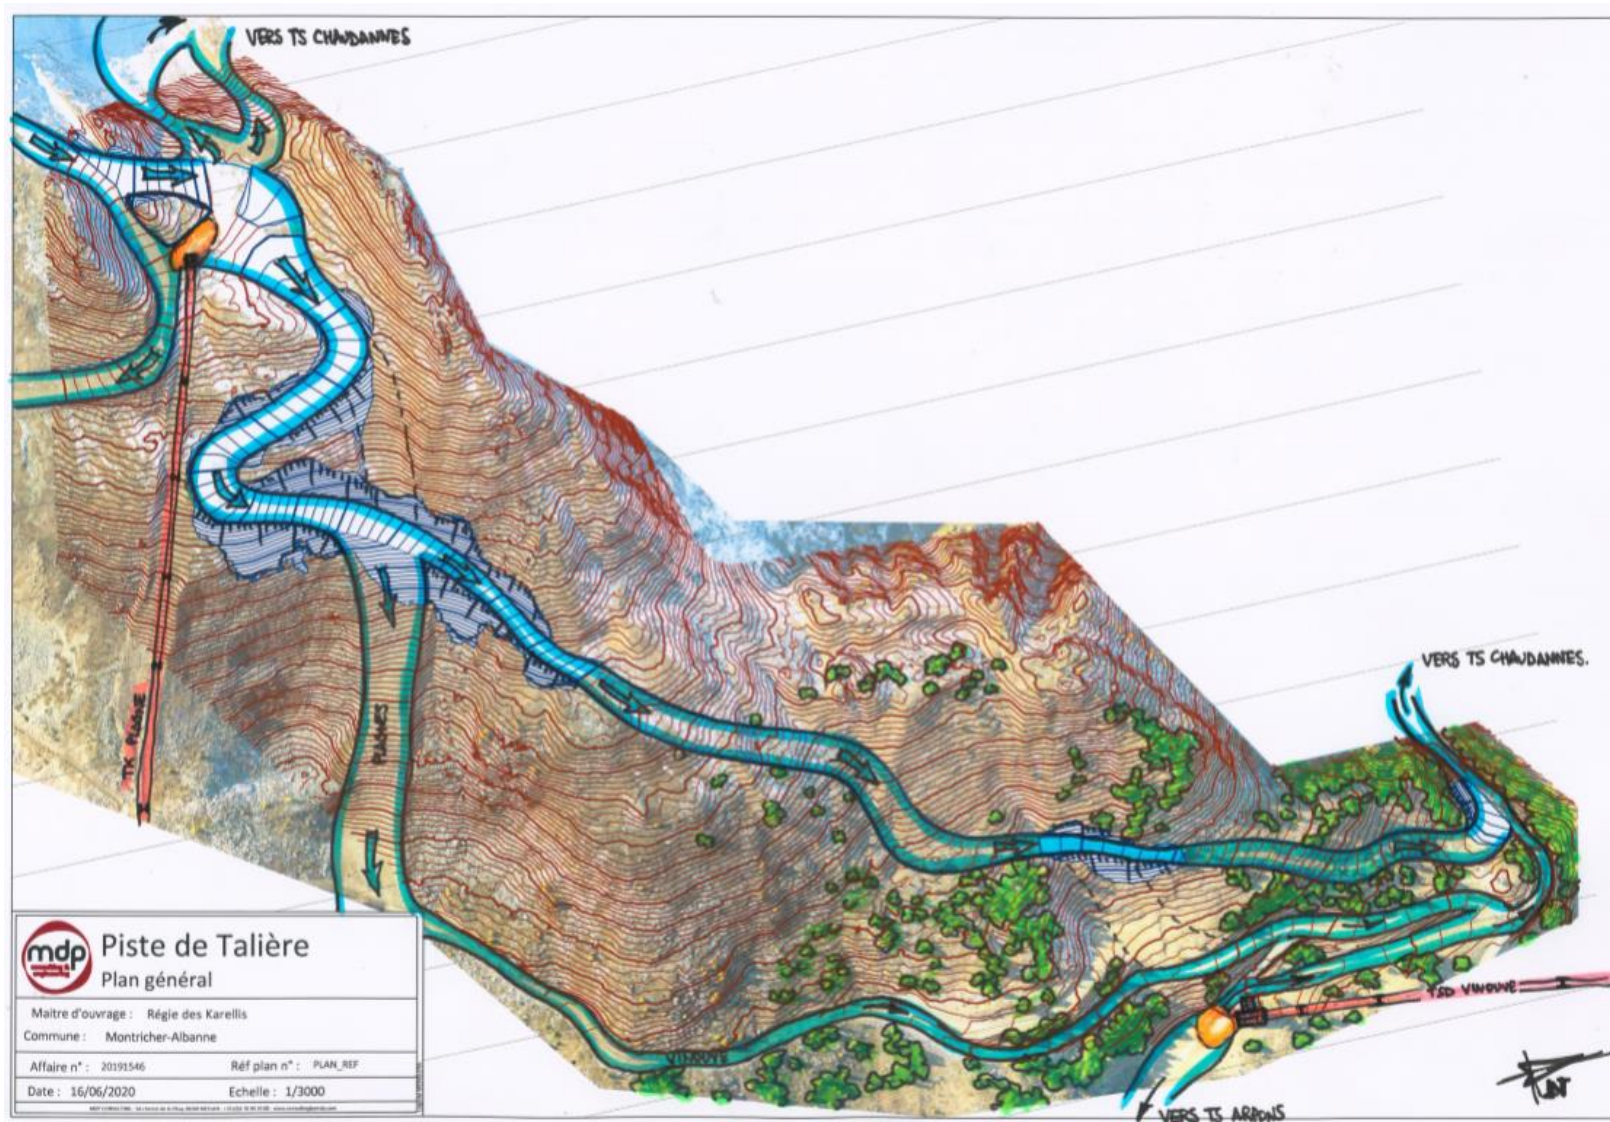 VERS TS CHAUDANNES
VERS TS CHAUDANNES.
TK PLAGNE
PLAGNES
VINOUVE
TSD VINOUVE
VERS TS ARPONS
mdp
Piste de Talière
Plan général
Maitre d'ouvrage : Régie des Karellis
Commune : Montricher-Albanne
Affaire n° : 20191546 Réf plan n° : PLAN_REF
Date : 16/06/2020 Echelle : 1/3000